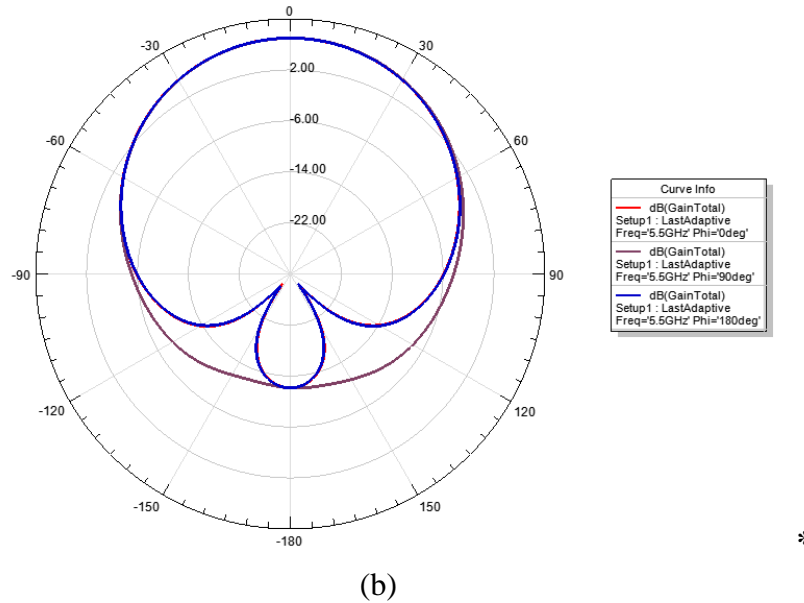 0
-30
30
2.00
-6.00
-60
60
-14.00
-22.00
-90
90
-120
120
-150
150
-180
Curve Info
dB(GainTotal)
Setup1 : LastAdaptive
Freq='5.5GHz' Phi='0deg'
dB(GainTotal)
Setup1 : LastAdaptive
Freq='5.5GHz' Phi='90deg'
dB(GainTotal)
Setup1 : LastAdaptive
Freq='5.5GHz' Phi='180deg'
*
(b)